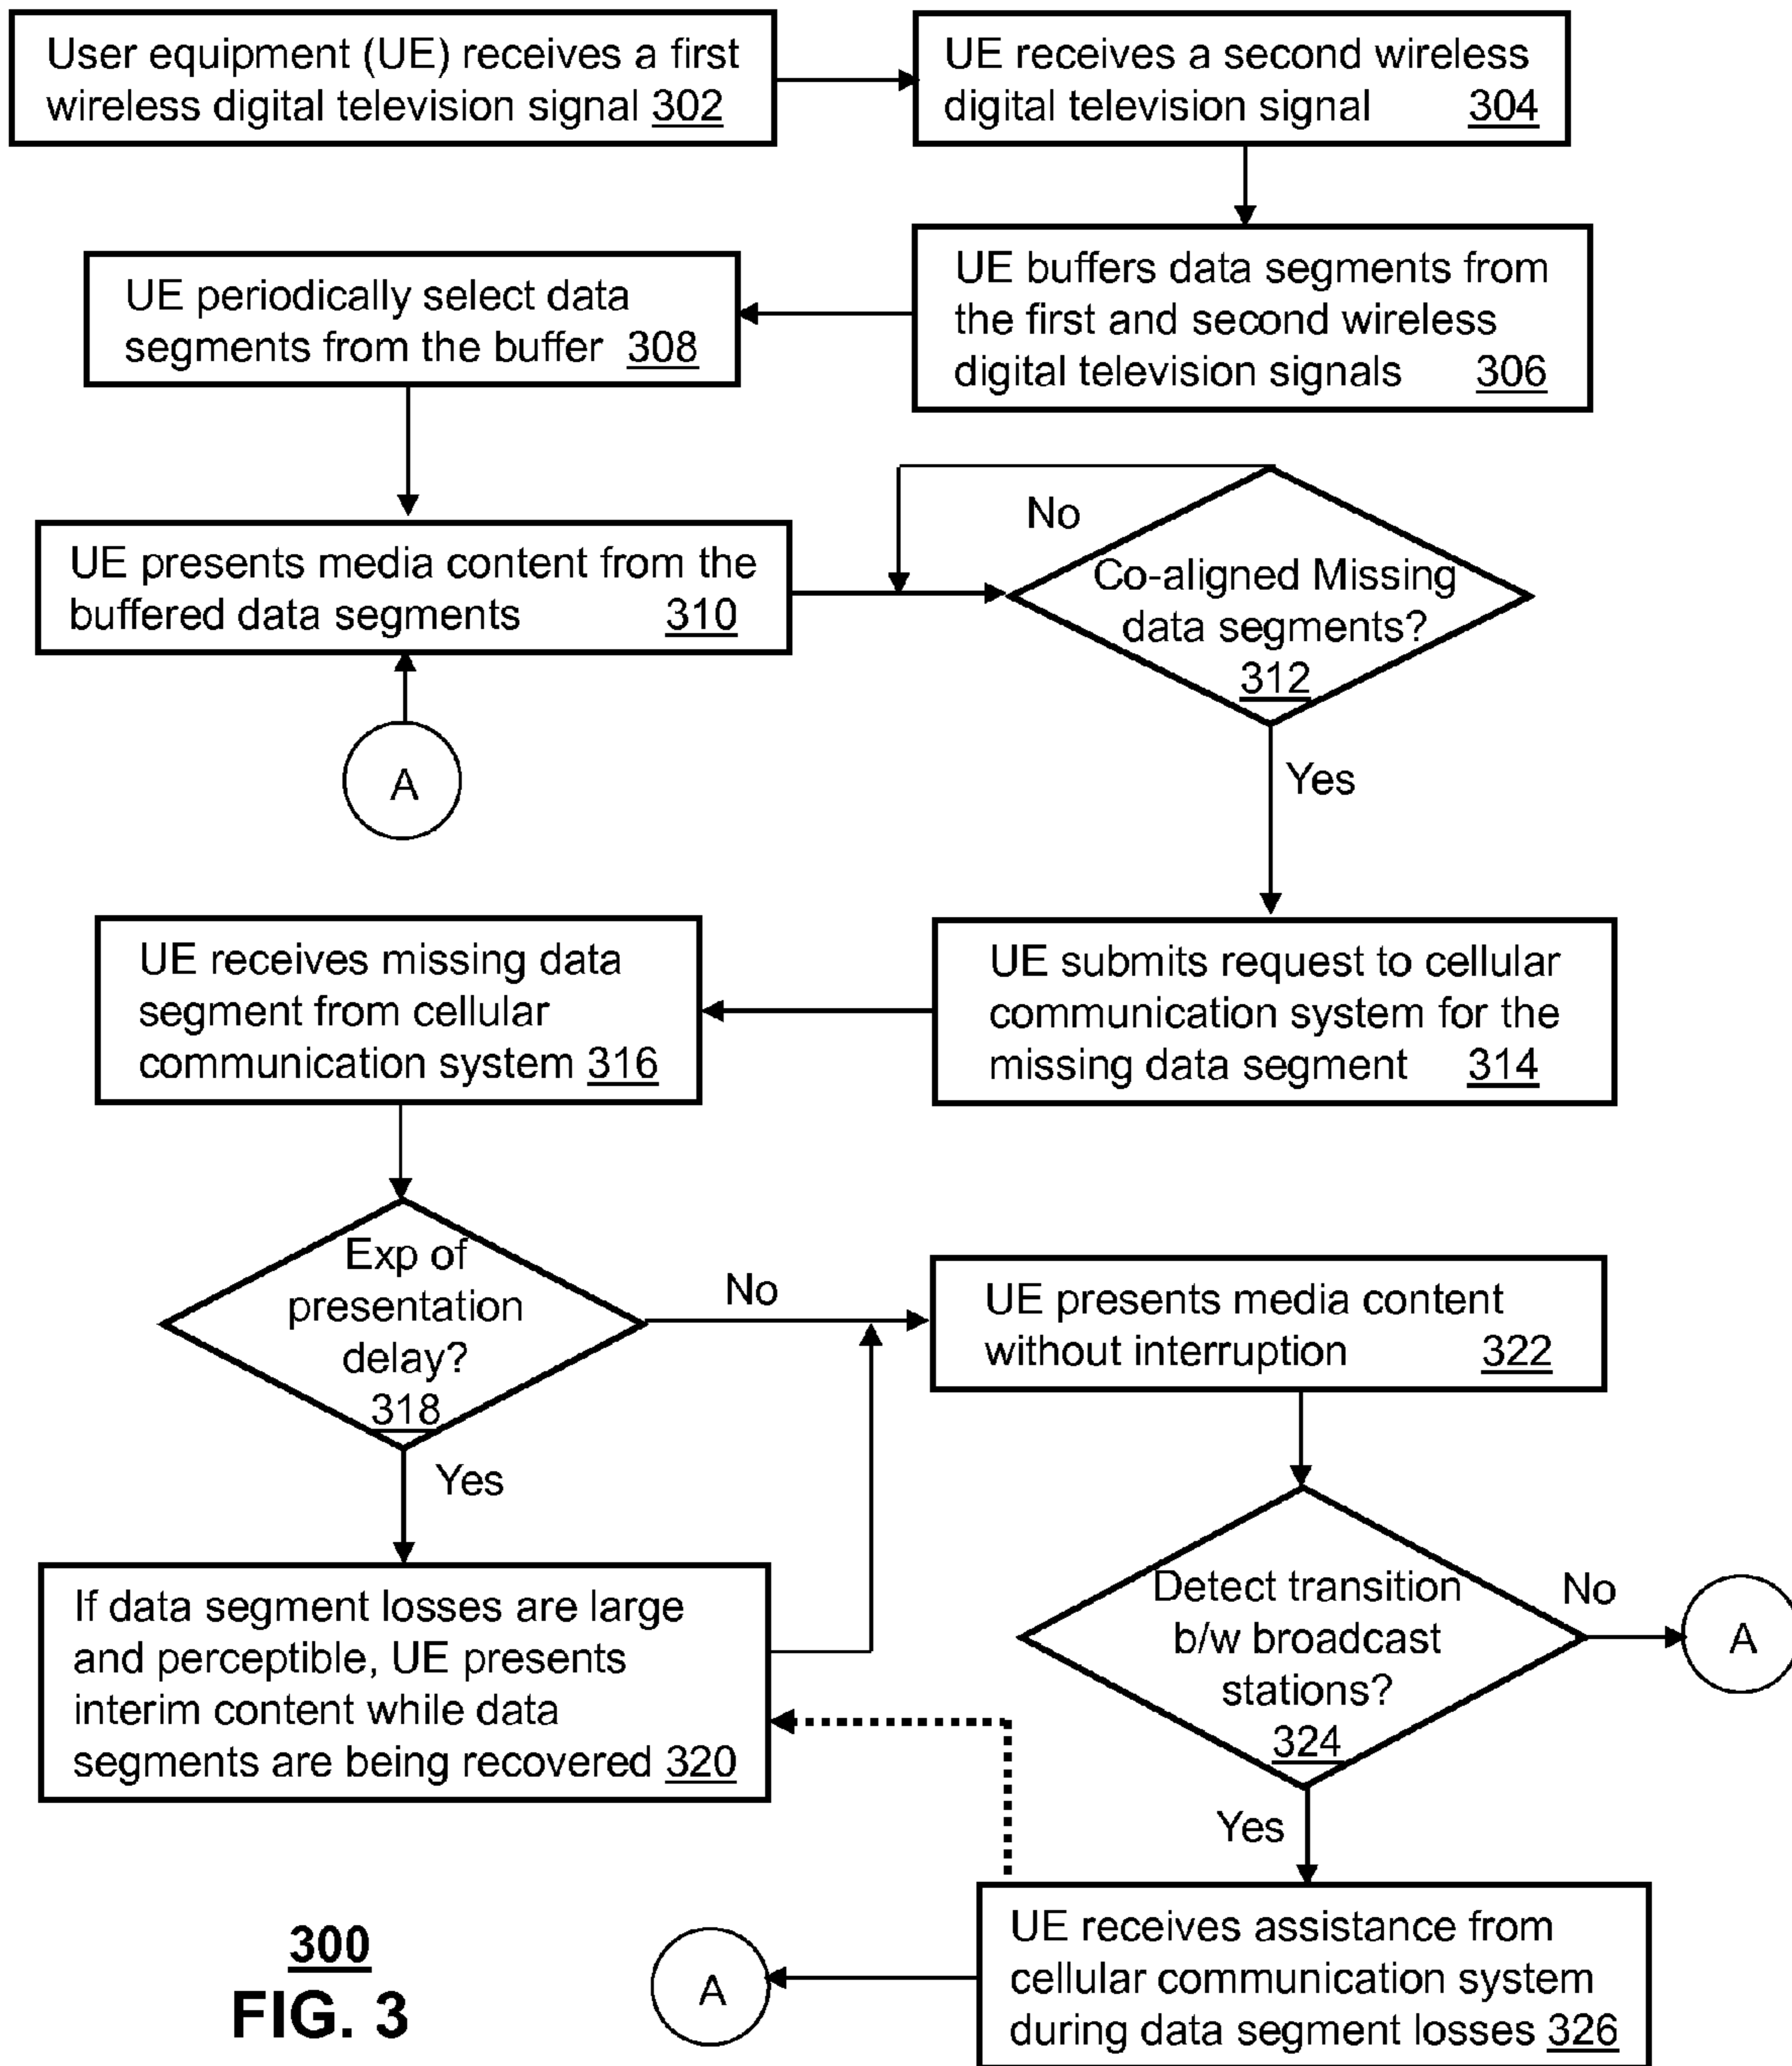 User equipment (UE) receives a first
wireless digital television signal 302
UE receives a second wireless
digital television signal 304
UE buffers data segments from
the first and second wireless
digital television signals 306
UE periodically select data
segments from the buffer 308
UE presents media content from the
buffered data segments 310
No
Co-aligned Missing
data segments?
312
A
Yes
UE submits request to cellular
communication system for the
missing data segment 314
UE receives missing data
segment from cellular
communication system 316
Exp of
presentation
delay?
318
No
Yes
UE presents media content
without interruption 322
If data segment losses are large
and perceptible, UE presents
interim content while data
segments are being recovered 320
Detect transition
b/w broadcast
stations?
324
No
A
Yes
UE receives assistance from
cellular communication system
during data segment losses 326
A
300
FIG. 3